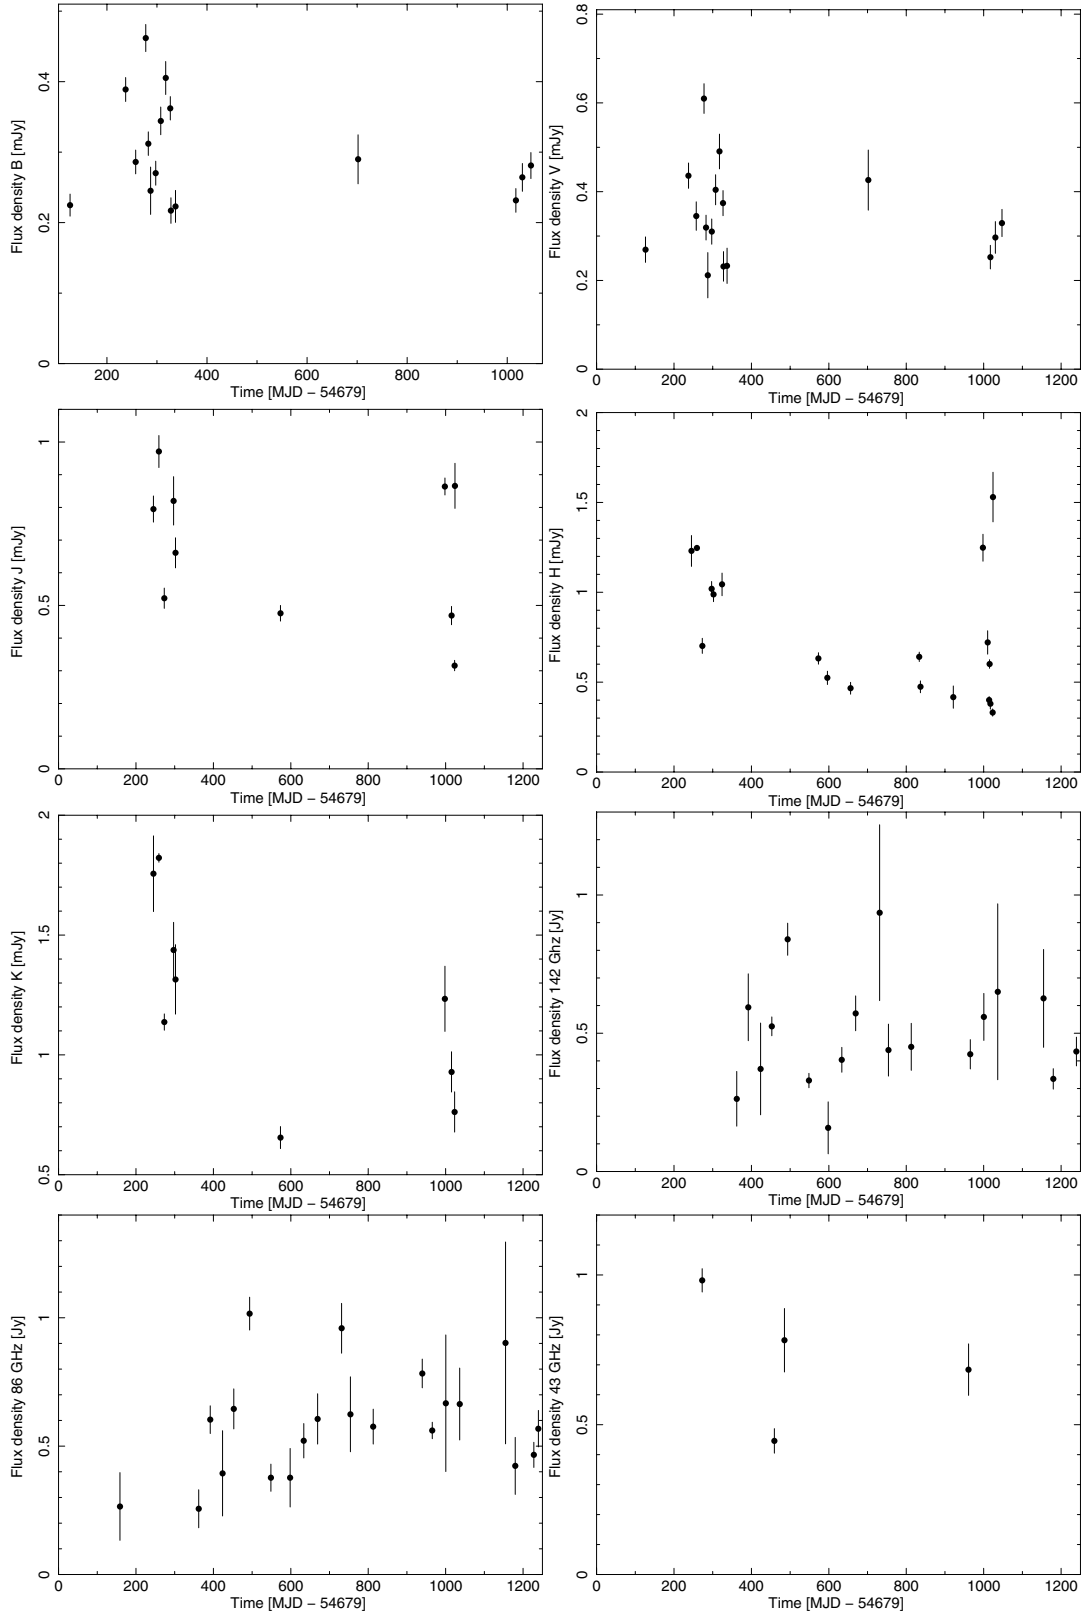 Flux density B [mJy]
0 0.2 0.4
200 400 600 800 1000
Time [MJD − 54679]
Flux density V [mJy]
0 0.2 0.4 0.6 0.8
0 200 400 600 800 1000 1200
Time [MJD − 54679]
Flux density J [mJy]
0 0.5 1
0 200 400 600 800 1000 1200
Time [MJD − 54679]
Flux density H [mJy]
0 0.5 1 1.5 2
0 200 400 600 800 1000 1200
Time [MJD − 54679]
Flux density K [mJy]
0.5 1 1.5 2
0 200 400 600 800 1000 1200
Time [MJD − 54679]
Flux density 142 Ghz [Jy]
0 0.5 1
0 200 400 600 800 1000 1200
Time [MJD − 54679]
Flux density 86 GHz [Jy]
0 0.5 1
0 200 400 600 800 1000 1200
Time [MJD − 54679]
Flux density 43 GHz [Jy]
0 0.5 1
0 200 400 600 800 1000 1200
Time [MJD − 54679]